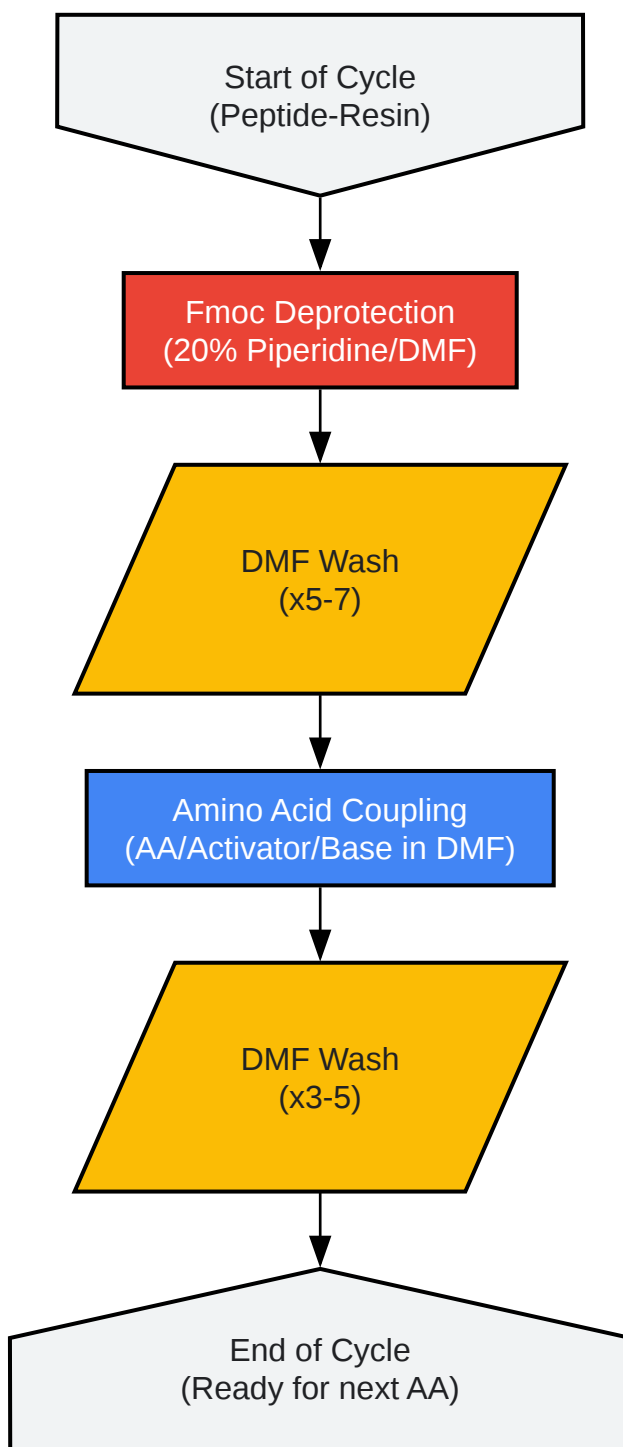 Start of Cycle
(Peptide-Resin)
Fmoc Deprotection
(20% Piperidine/DMF)
DMF Wash
(x5-7)
Amino Acid Coupling
(AA/Activator/Base in DMF)
DMF Wash
(x3-5)
End of Cycle
(Ready for next AA)